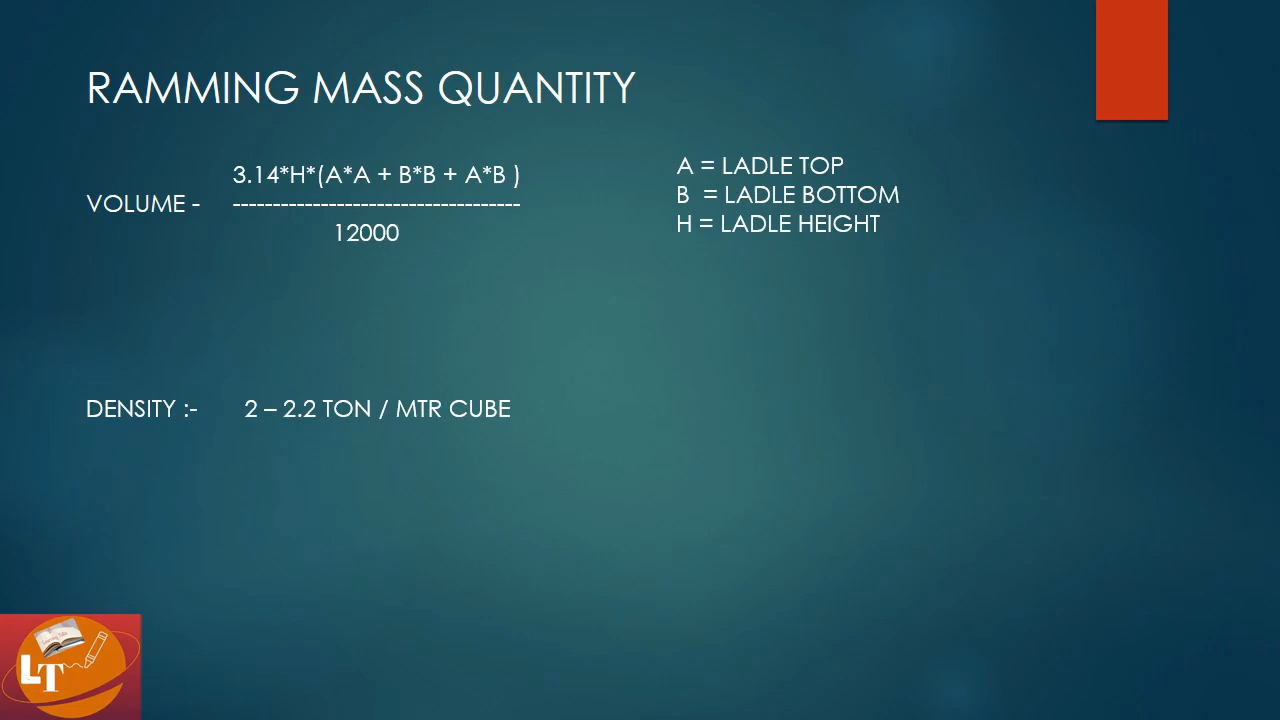 RAMMING MASS QUANTITY
3.14*H*(A*A + B*B + A*B )
VOLUME - ------------------------------------
12000
A = LADLE TOP
B = LADLE BOTTOM
H = LADLE HEIGHT
DENSITY :- 2 – 2.2 TON / MTR CUBE
LT